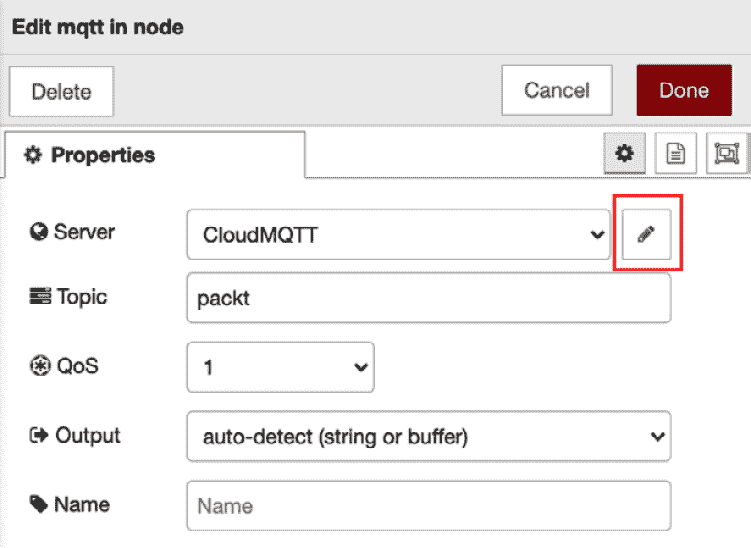 Edit mqtt in node
Delete
Cancel
Done
Properties
Server
CloudMQTT
Topic
packt
QoS
1
Output
auto-detect (string or buffer)
Name
Name